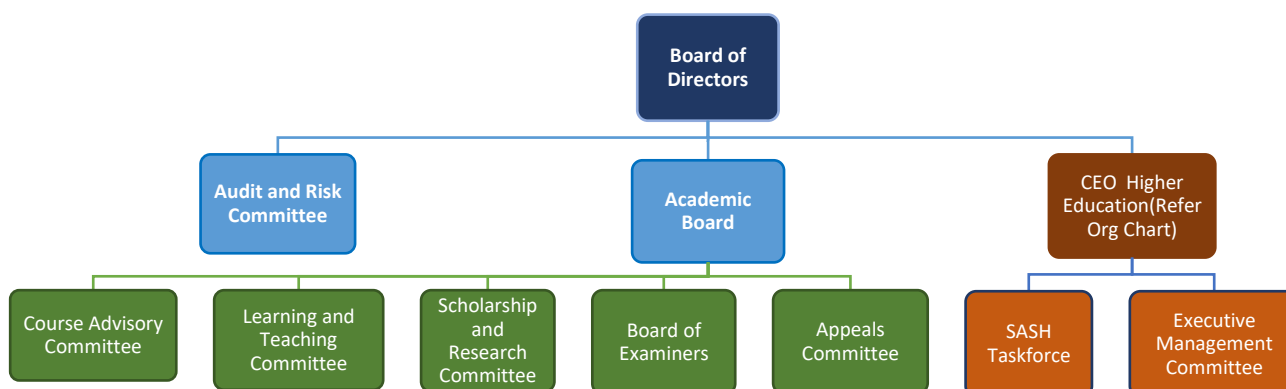 Board of
Directors
Audit and Risk
Committee
Academic
Board
CEO  Higher
Education(Refer
Org Chart)
Course Advisory
Committee
Learning and
Teaching
Committee
Scholarship
and
Research
Committee
Board of
Examiners
Appeals
Committee
SASH
Taskforce
Executive
Management
Committee